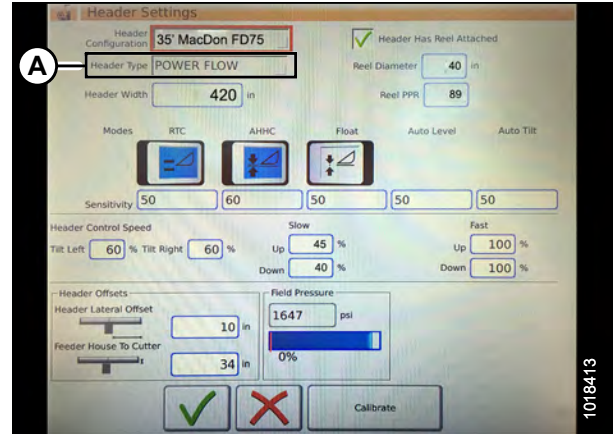 Header Settings
Header Configuration 35' MacDon FD75
Header Has Reel Attached
A
Header Type POWER FLOW
Reel Diameter 40 in
Header Width 420 in
Reel PPR 89
Modes RTC AHHC Float Auto Level Auto Tilt
Sensitivity 50 60 50 50 50
Header Control Speed
Slow Fast
Tilt Left 60 % Tilt Right 60 % Up 45 % Up 100 %
Down 40 % Down 100 %
Header Offsets
Header Lateral Offset
10 in
Feeder House To Cutter
34 in
Field Pressure
1647 psi
0%
Calibrate
1018413